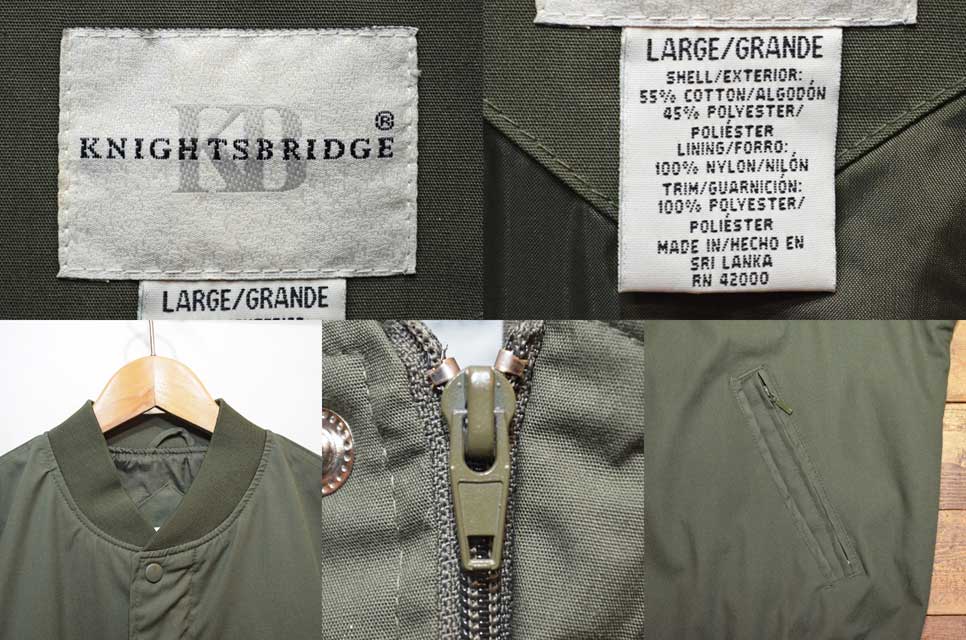 KB
KNIGHTSBRIDGE®
LARGE/GRANDE
LARGE/GRANDE
SHELL/EXTERIOR:
55% COTTON/ALGODÓN
45% POLYESTER/
POLIÉSTER
LINING/FORRO:
100% NYLON/NILÓN
TRIM/GUARNICIÓN:
100% POLYESTER/
POLIÉSTER
MADE IN/HECHO EN
SRI LANKA
RN 42000